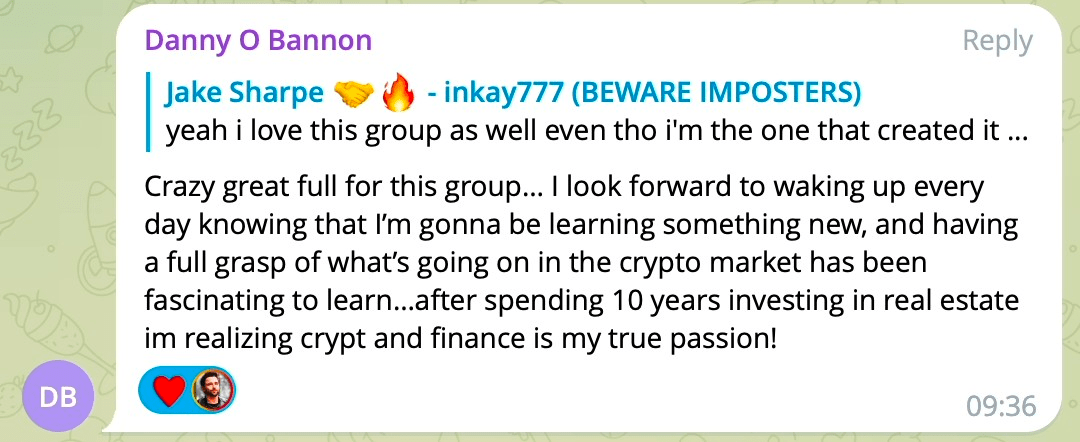 Danny O Bannon Reply
Jake Sharpe 🤝 🔥 - inkay777 (BEWARE IMPOSTERS)
yeah i love this group as well even tho i'm the one that created it ...
Crazy great full for this group... I look forward to waking up every
day knowing that I’m gonna be learning something new, and having
a full grasp of what’s going on in the crypto market has been
fascinating to learn...after spending 10 years investing in real estate
im realizing crypt and finance is my true passion!
DB
❤️
09:36